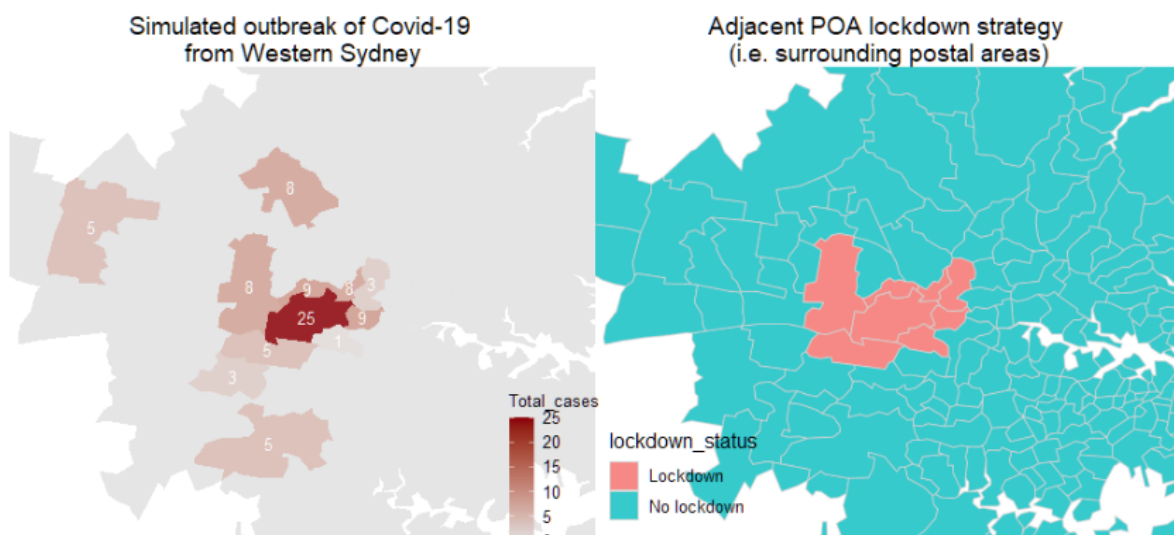 Simulated outbreak of Covid-19
from Western Sydney
8
5
8
9
8
3
25
9
5
1
3
5
Total_cases
25
20
15
10
5
Adjacent POA lockdown strategy
(i.e. surrounding postal areas)
lockdown_status
Lockdown
No lockdown